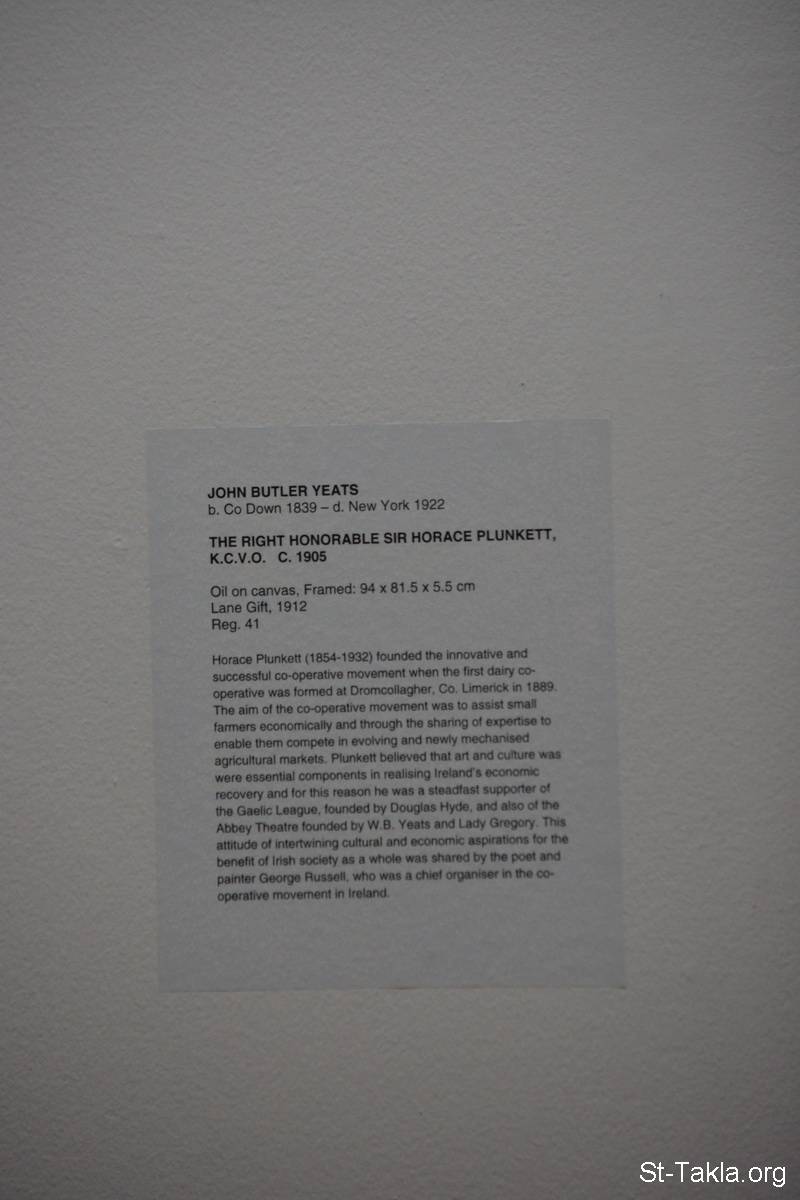 JOHN BUTLER YEATS
b. Co Down 1839 – d. New York 1922
THE RIGHT HONORABLE SIR HORACE PLUNKETT,
K.C.V.O. C. 1905
Oil on canvas, Framed: 94 x 81.5 x 5.5 cm
Lane Gift, 1912
Reg. 41
Horace Plunkett (1854-1932) founded the innovative and
successful co-operative movement when the first dairy co-
operative was formed at Dromcollagher, Co. Limerick in 1889.
The aim of the co-operative movement was to assist small
farmers economically and through the sharing of expertise to
enable them compete in evolving and newly mechanised
agricultural markets. Plunkett believed that art and culture was
were essential components in realising Ireland's economic
recovery and for this reason he was a steadfast supporter of
the Gaelic League, founded by Douglas Hyde, and also of the
Abbey Theatre founded by W.B. Yeats and Lady Gregory. This
attitude of intertwining cultural and economic aspirations for the
benefit of Irish society as a whole was shared by the poet and
painter George Russell, who was a chief organiser in the co-
operative movement in Ireland.
St-Takla.org